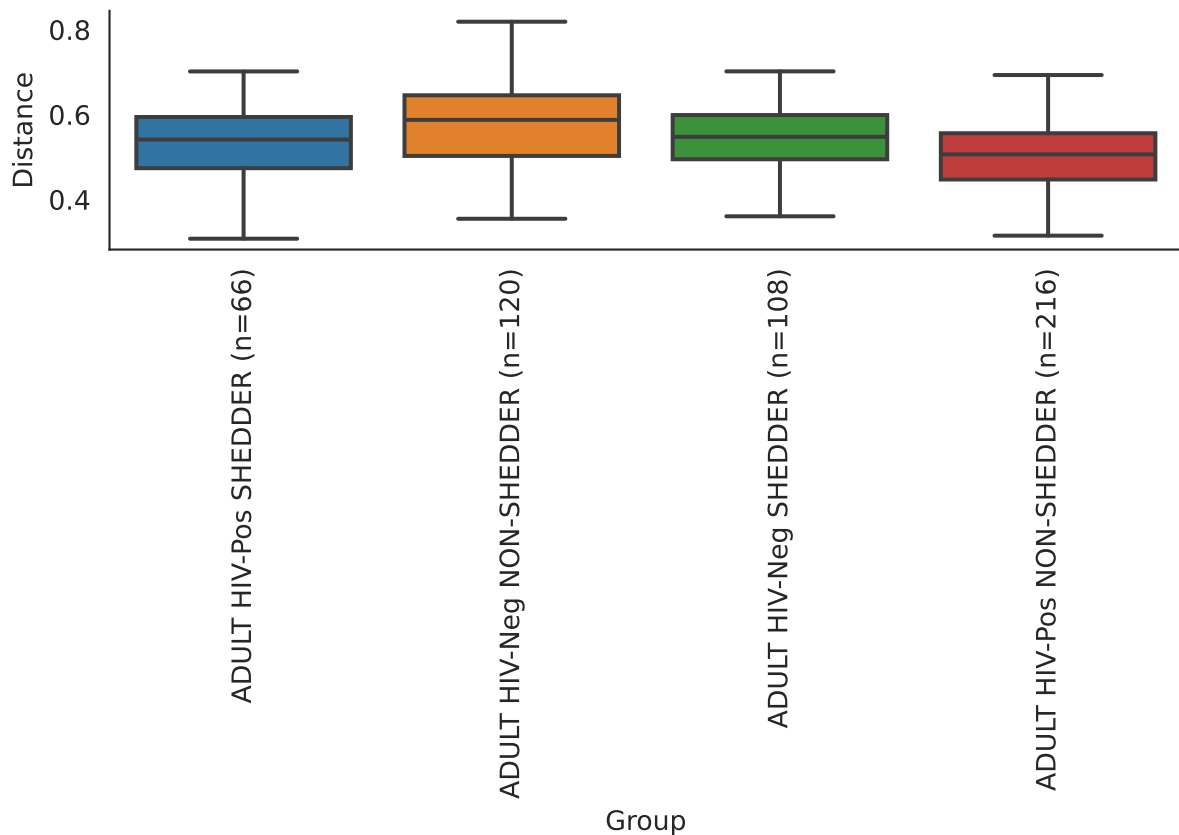 0.8
0.6
0.4
Distance
ADULT HIV-Pos SHEDDER (n=66)
ADULT HIV-Neg NON-SHEDDER (n=120)
ADULT HIV-Neg SHEDDER (n=108)
ADULT HIV-Pos NON-SHEDDER (n=216)
Group